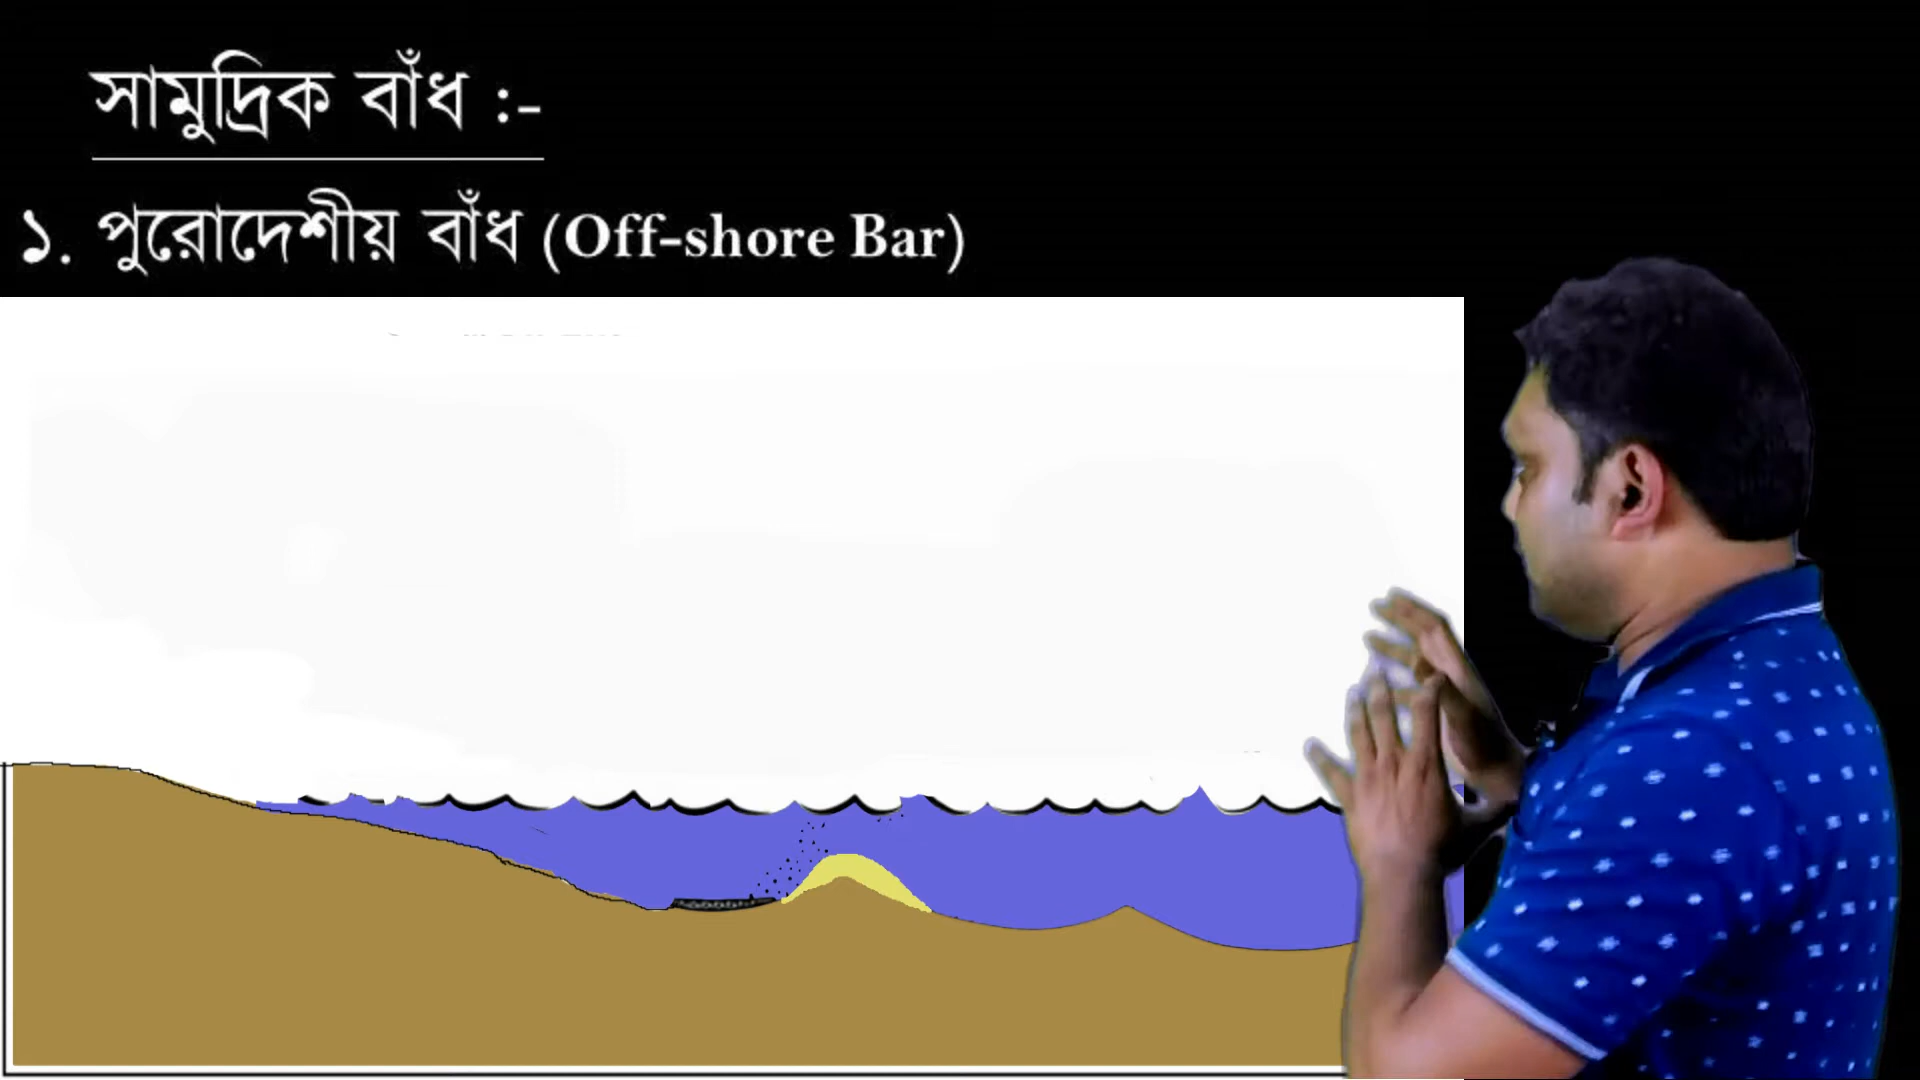 সামুদ্রিক বাঁধ :-
১. পুরোদেশীয় বাঁধ (Off-shore Bar)